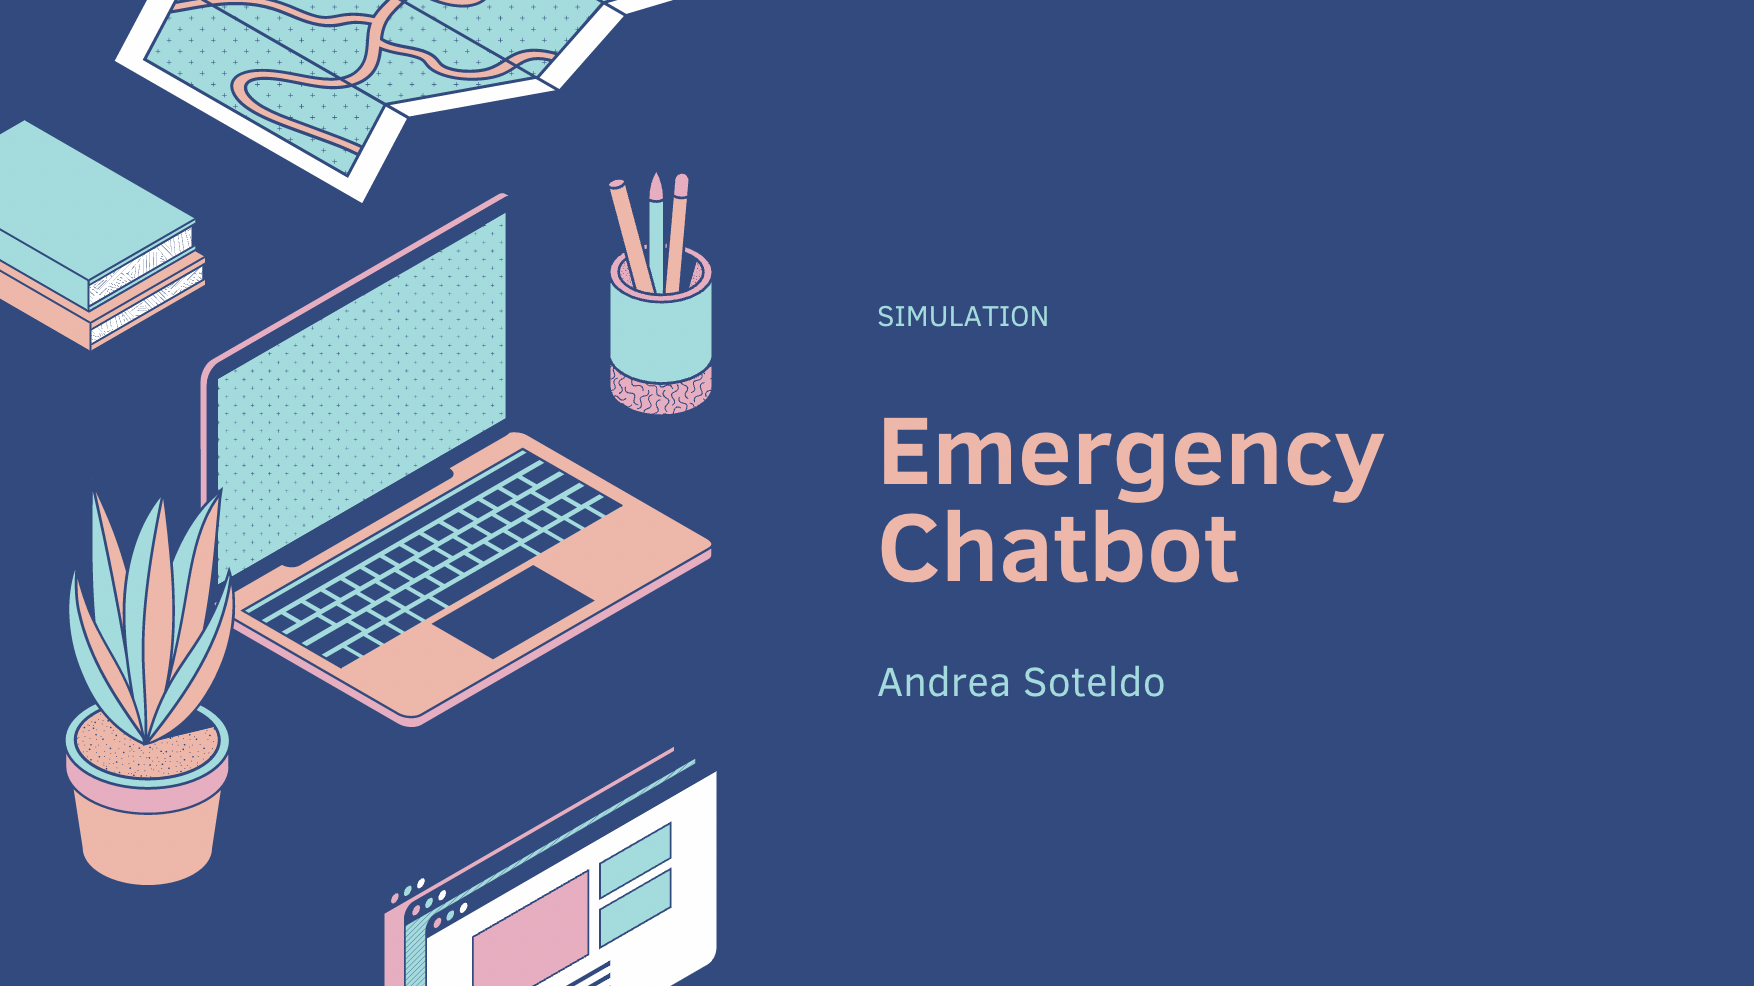 SIMULATION
Emergency
Chatbot
Andrea Soteldo